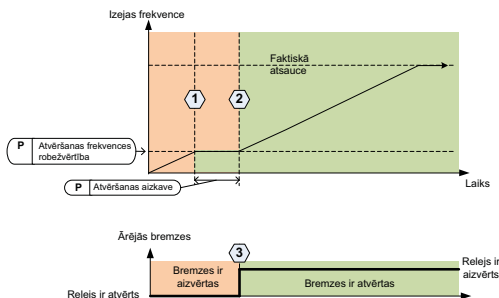 Izejas frekvence
Faktiskā
atsauce
1
2
P
Atvēršanas frekvences
robežvērtība
P
Atvēršanas aizkave
Laiks
Ārējās bremzes
3
Bremzes ir
aizvērtas
Bremzes ir atvērtas
Relejs ir
aizvērts
Relejs ir atvērts